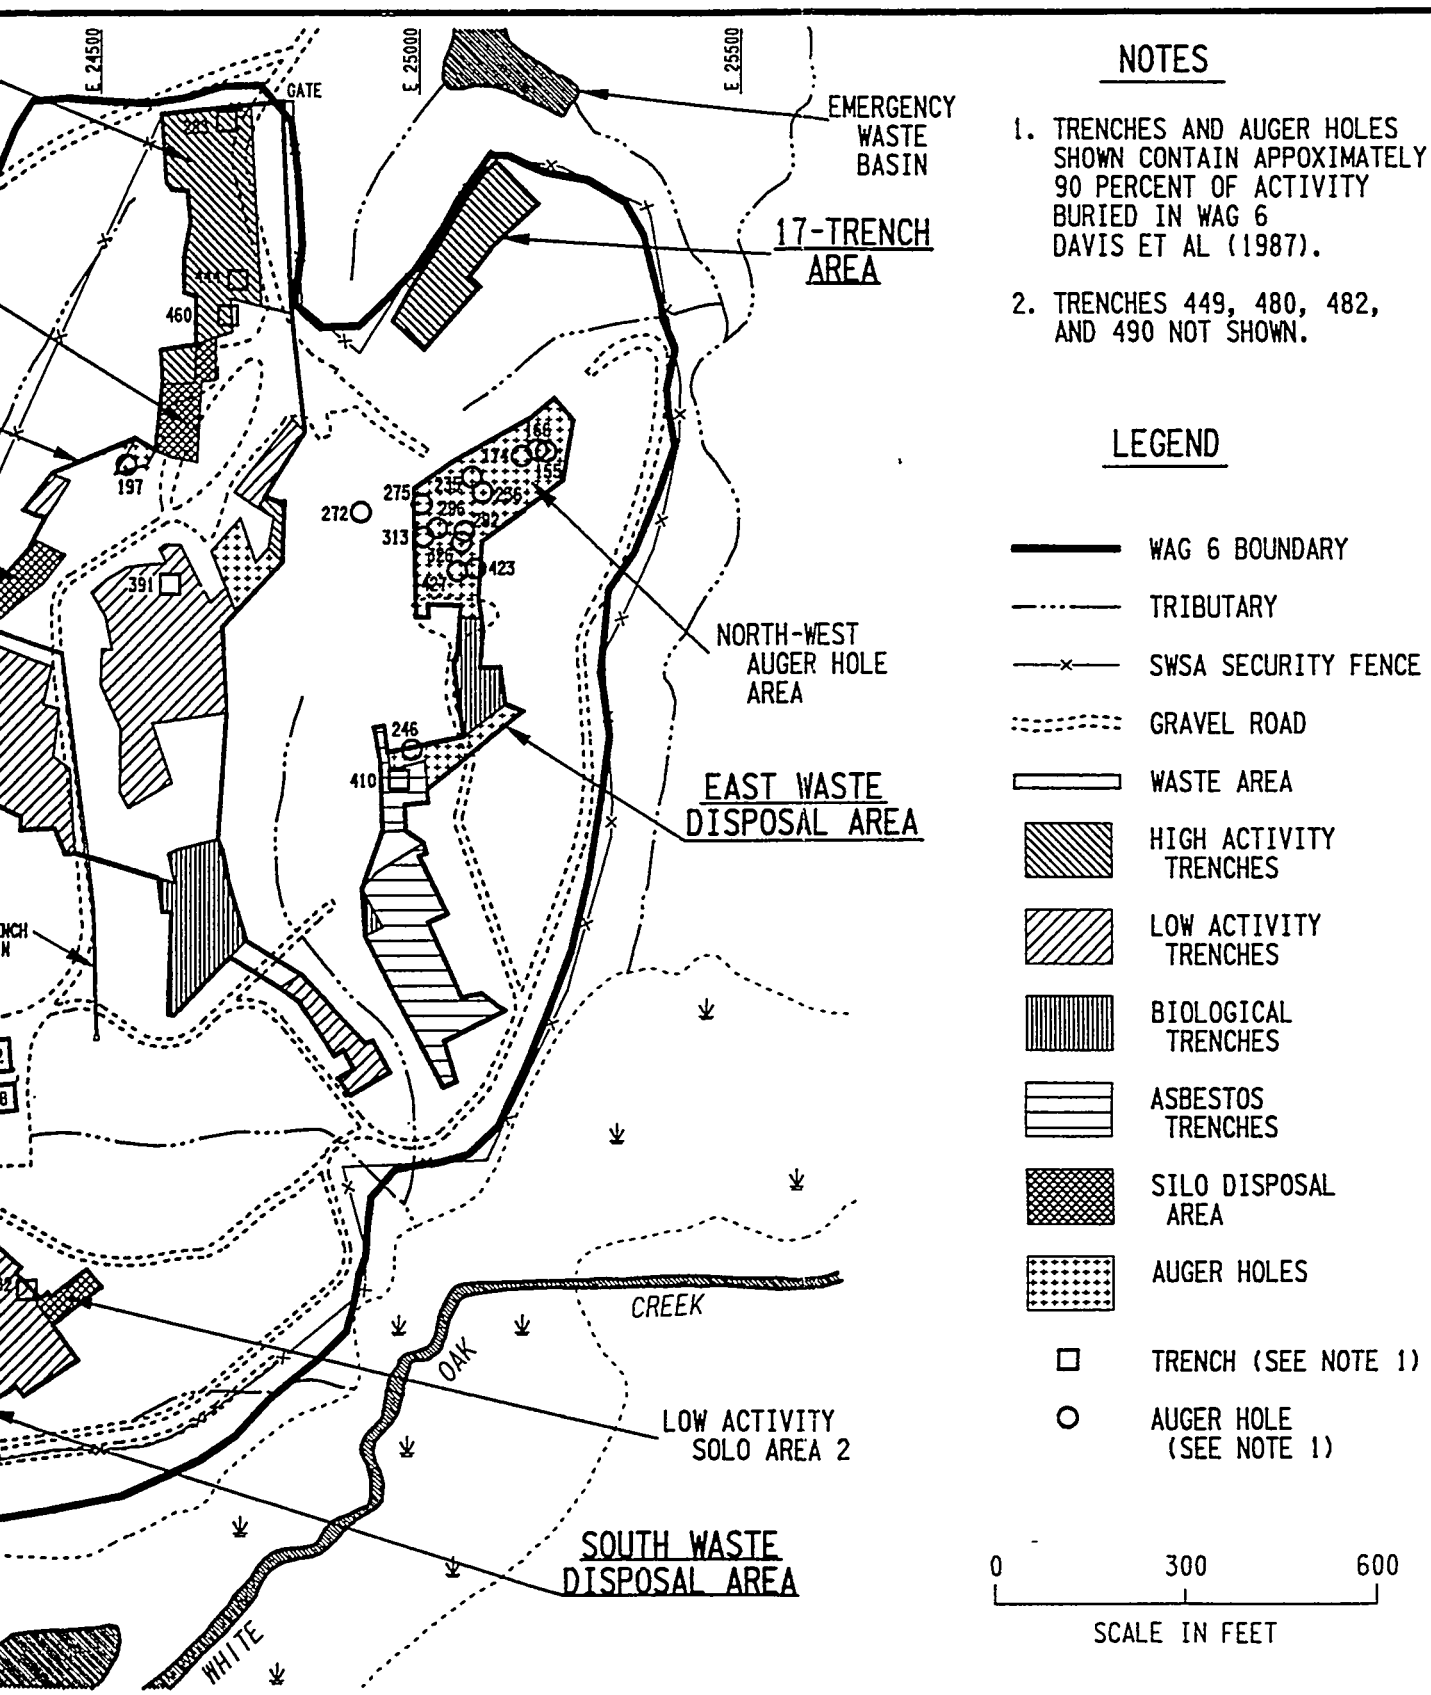 E 24500
E 25000
E 25500
GATE
EMERGENCY
WASTE
BASIN
17-TRENCH
AREA
460
197
391
272
166
174
155
235
236
275
296
292
313
326
427
423
NORTH-WEST
AUGER HOLE
AREA
246
410
EAST WASTE
DISPOSAL AREA
LOW ACTIVITY
SOLO AREA 2
SOUTH WASTE
DISPOSAL AREA
WHITE
OAK
CREEK
NOTES
1. TRENCHES AND AUGER HOLES
SHOWN CONTAIN APPOXIMATELY
90 PERCENT OF ACTIVITY
BURIED IN WAG 6
DAVIS ET AL (1987).
2. TRENCHES 449, 480, 482,
AND 490 NOT SHOWN.
LEGEND
WAG 6 BOUNDARY
TRIBUTARY
SWSA SECURITY FENCE
GRAVEL ROAD
WASTE AREA
HIGH ACTIVITY
TRENCHES
LOW ACTIVITY
TRENCHES
BIOLOGICAL
TRENCHES
ASBESTOS
TRENCHES
SILO DISPOSAL
AREA
AUGER HOLES
TRENCH (SEE NOTE 1)
AUGER HOLE
(SEE NOTE 1)
0 300 600
SCALE IN FEET